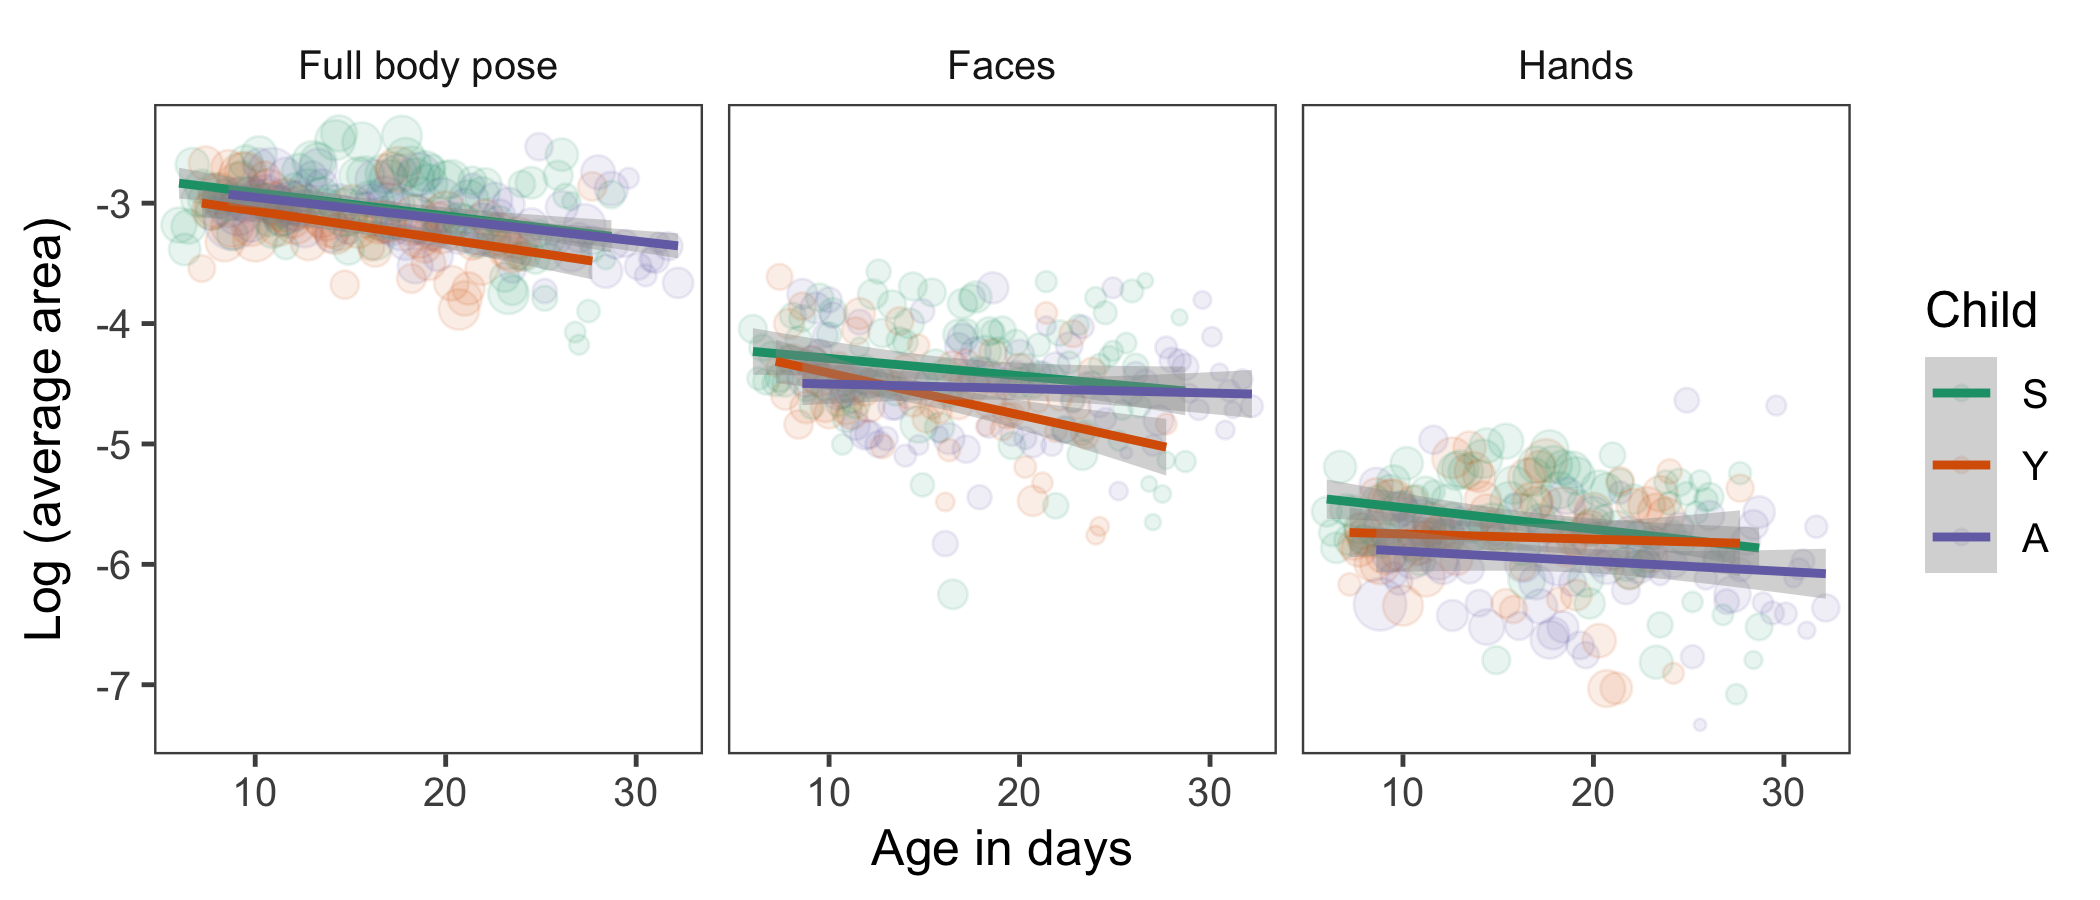 Full body pose Faces Hands
Log (average area)
-3
-4
-5
-6
-7
10 20 30 10 20 30 10 20 30
Age in days
Child
S
Y
A